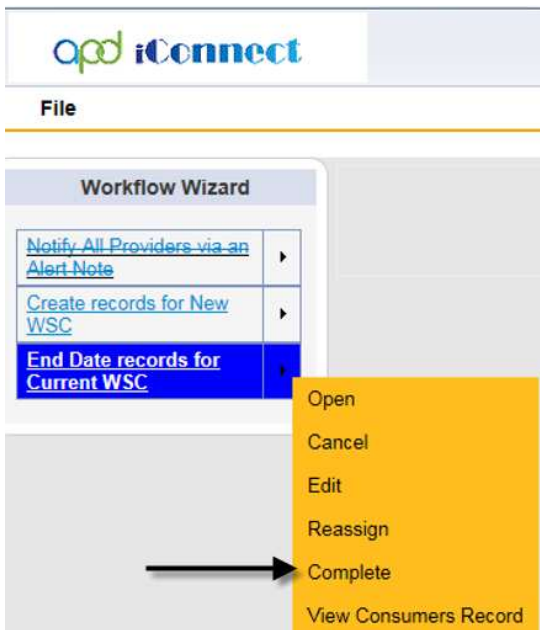 apd iConnect
File
Workflow Wizard
Notify All Providers via an
Alert Note
Create records for New
WSC
End Date records for
Current WSC
Open
Cancel
Edit
Reassign
Complete
View Consumers Record